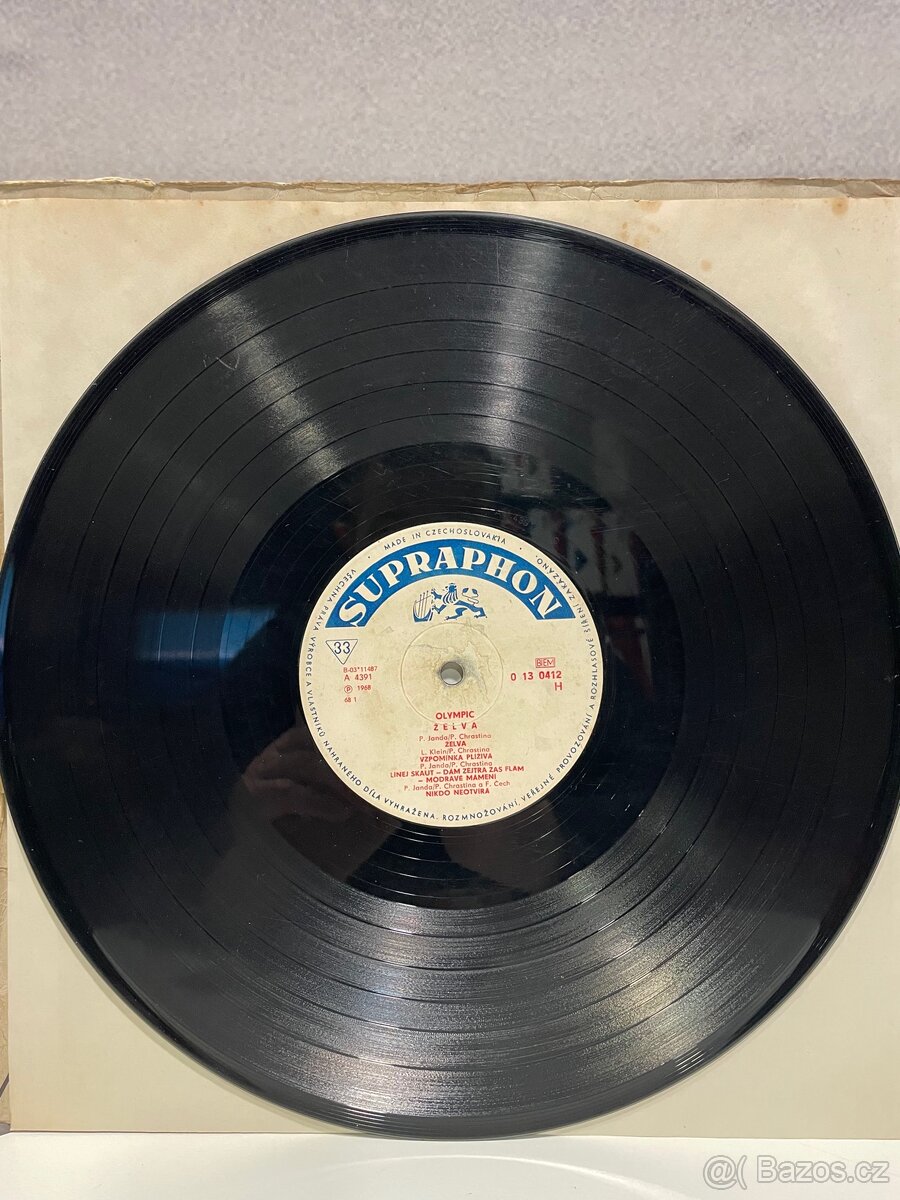 MADE IN CZECHOSLOVAKIA
SUPRAPHON
33
B-03*11487
A 4391
℗ 1968
68 1
BIEM
0 13 0412
H
OLYMPIC
ŽELVA
P. Janda/P. Chrastina
ŽELVA
L. Klein/P. Chrastina
VZPOMÍNKA PLÍŽIVÁ
P. Janda/P. Chrastina
LINEJ SKAUT – DÁM ZEJTRA ZAS FLÁM
– MODRAVÉ MÁMENÍ
P. Janda/P. Chrastina a F. Čech
NIKDO NEOTVÍRÁ
VŠECHNA PRÁVA VÝROBCE A VLASTNÍKŮ NAHRANÉHO DÍLA VYHRAŽENA. ROZMNOŽOVÁNÍ, VEŘEJNÉ PROVOZOVÁNÍ A ROZHLASOVÉ ŠÍŘENÍ ZAKÁZÁNO.
@ Bazos.cz